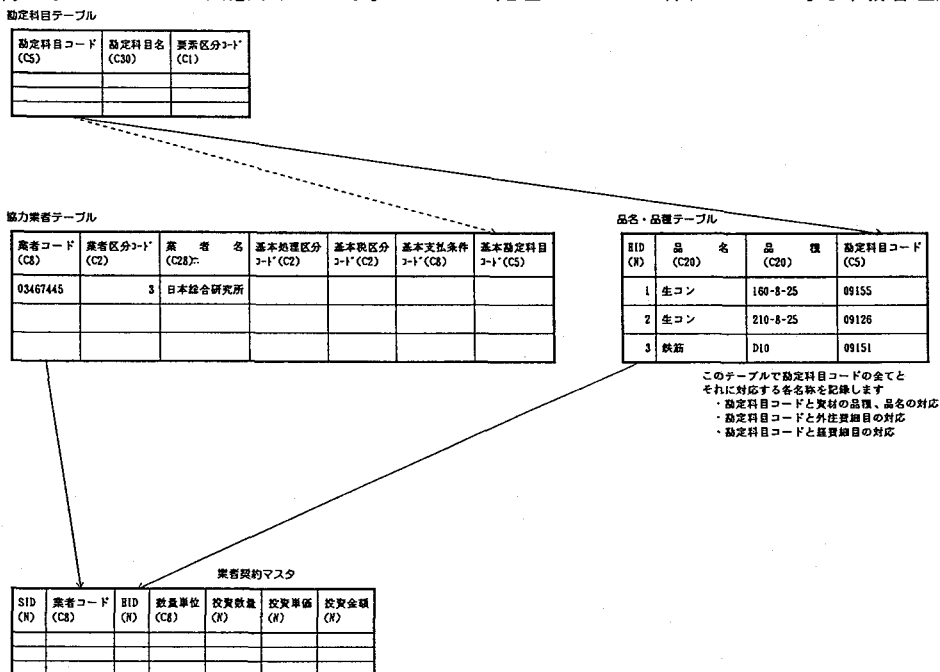 勘定科目テーブル
勘定科目コード (C5) 勘定科目名 (C30) 要素区分コード (C1)
協力業者テーブル
業者コード (C8) 業者区分コード (C2) 業者名 (C28) 基本処理区分コード(C2) 基本税区分コード(C2) 基本支払条件コード(C8) 基本勘定科目コード(C5)
03467445 3 日本総合研究所
品名・品種テーブル
HID (N) 品名 (C20) 品種 (C20) 勘定科目コード (C5)
1 生コン 160-8-25 09155
2 生コン 210-8-25 09126
3 鉄筋 D10 09151
このテーブルで勘定科目コードの全てと
それに対応する各名称を記録します
・勘定科目コードと資材の品種、品名の対応
・勘定科目コードと外注費細目の対応
・勘定科目コードと経費細目の対応
業者契約マスタ
SID (N) 業者コード (C8) HID (N) 数量単位 (C8) 投資数量 (N) 投資単価 (N) 投資金額 (N)